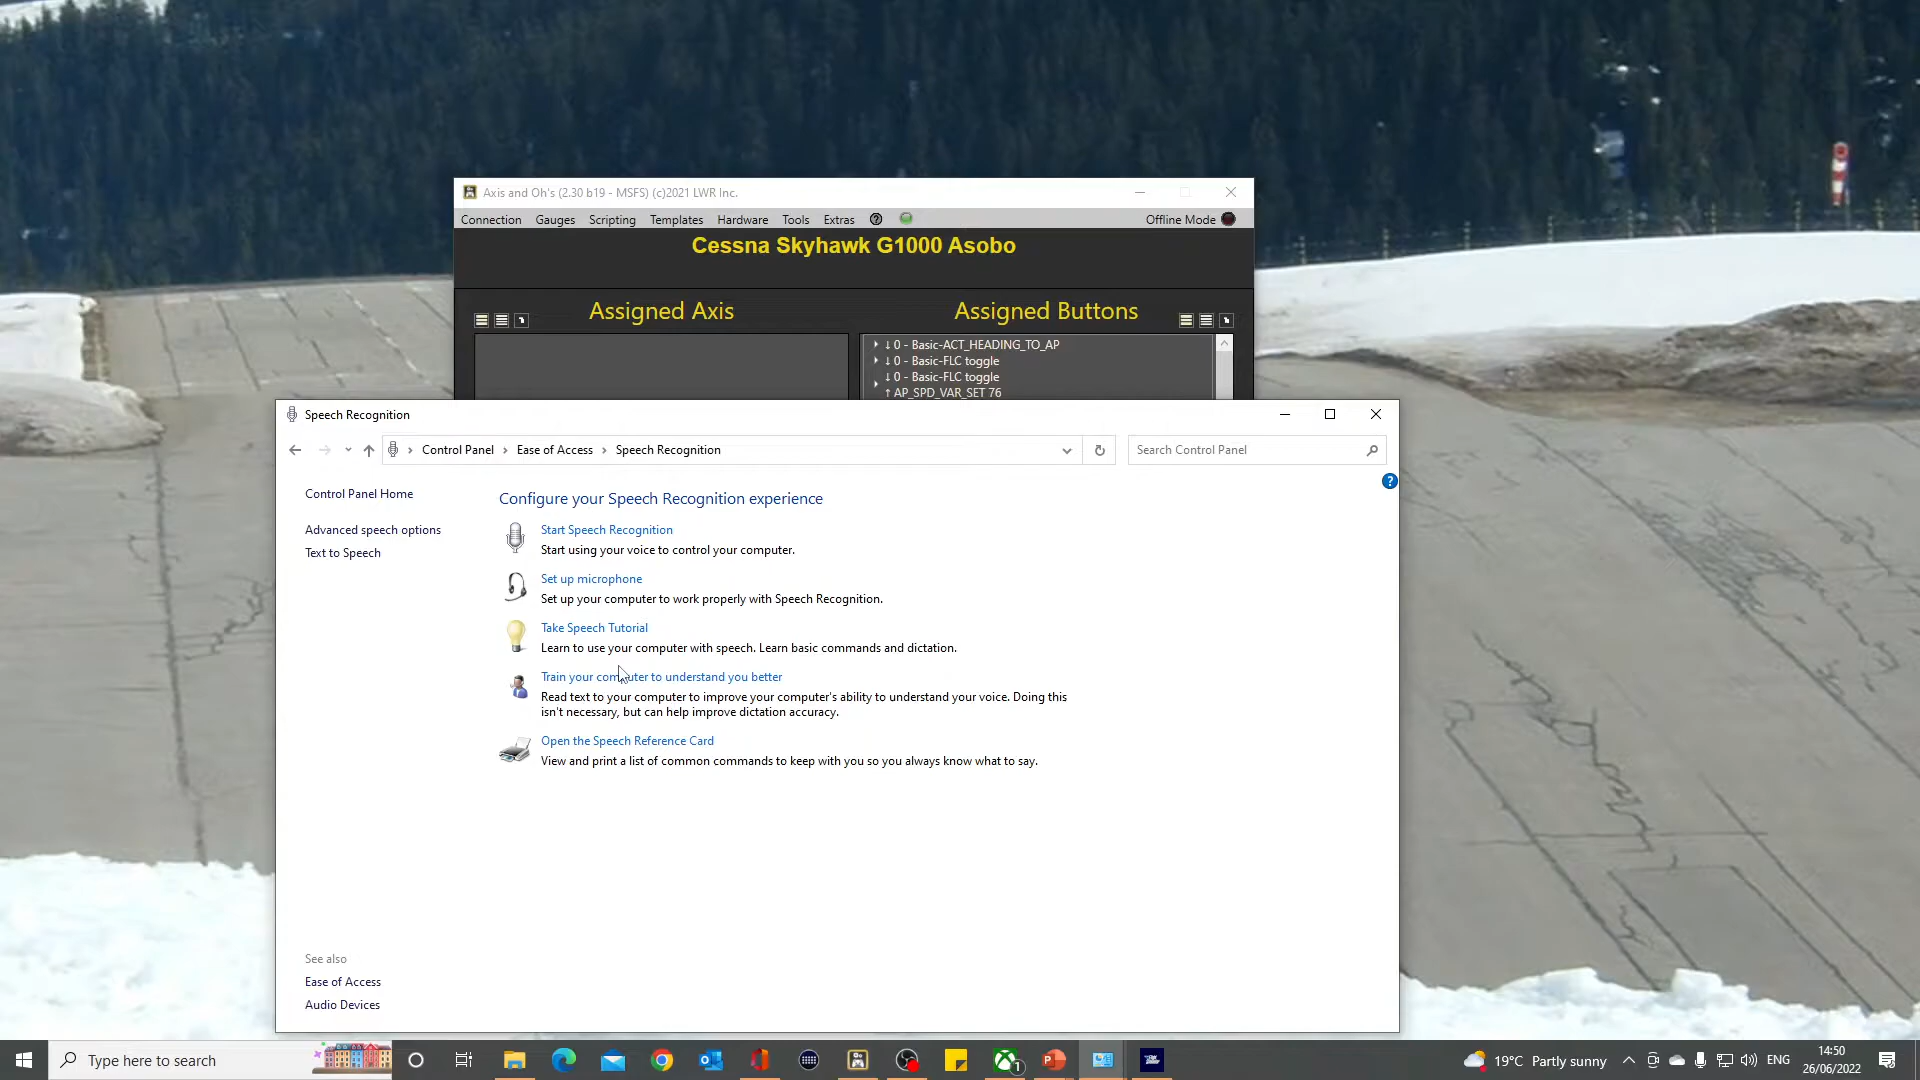 Axis and Oh's (2.30 b19 - MSFS) (c)2021 LWR Inc.
Connection Gauges Scripting Templates Hardware Tools Extras ? Offline Mode
Cessna Skyhawk G1000 Asobo
Assigned Axis
Assigned Buttons
↓0 - Basic-ACT_HEADING_TO_AP
↓0 - Basic-FLC toggle
↓0 - Basic-FLC toggle
↑AP_SPD_VAR_SET 76
Speech Recognition
Control Panel > Ease of Access > Speech Recognition
Search Control Panel
?
Control Panel Home
Advanced speech options
Text to Speech
Configure your Speech Recognition experience
Start Speech Recognition
Start using your voice to control your computer.
Set up microphone
Set up your computer to work properly with Speech Recognition.
Take Speech Tutorial
Learn to use your computer with speech. Learn basic commands and dictation.
Train your computer to understand you better
Read text to your computer to improve your computer's ability to understand your voice. Doing this
isn't necessary, but can help improve dictation accuracy.
Open the Speech Reference Card
View and print a list of common commands to keep with you so you always know what to say.
See also
Ease of Access
Audio Devices
Type here to search
1
19°C Partly sunny
ENG
14:50
26/06/2022